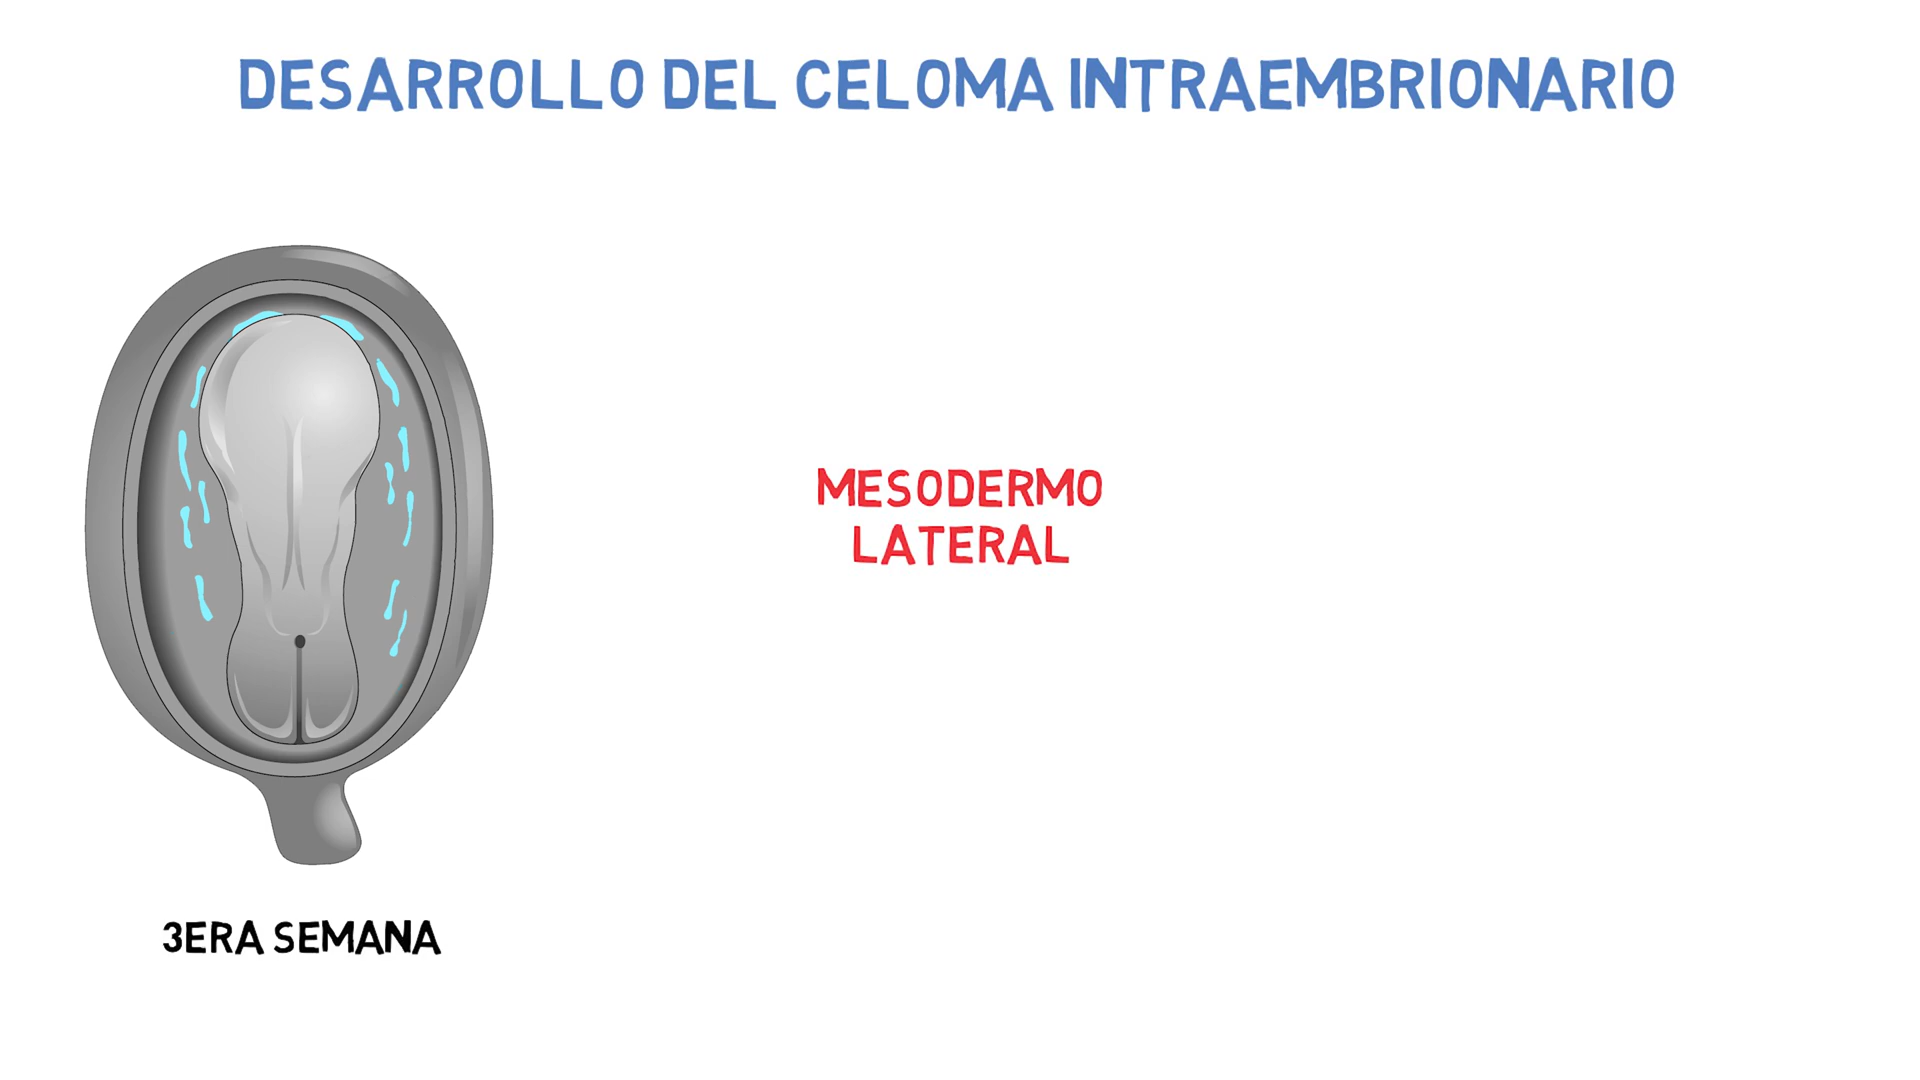 DESARROLLO DEL CELOMA INTRAEMBRIONARIO
MESODERMO
LATERAL
3ERA SEMANA